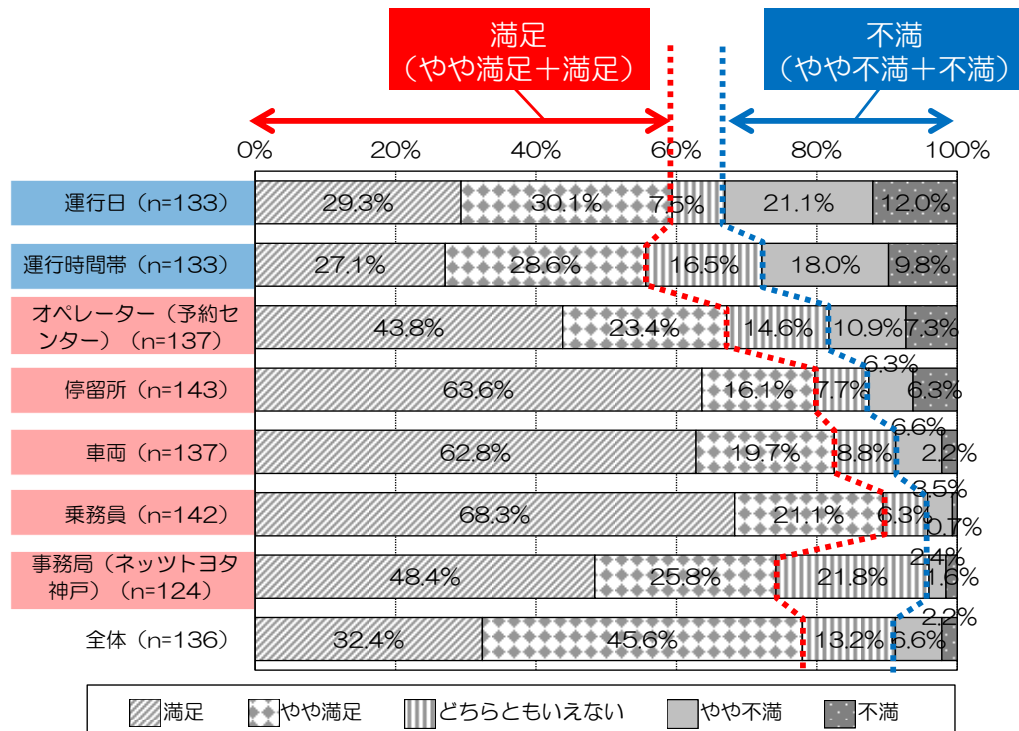 満足
（やや満足＋満足）
不満
（やや不満＋不満）
0% 20% 40% 60% 80% 100%
運行日（n=133） 29.3% 30.1% 7.5% 21.1% 12.0%
運行時間帯（n=133） 27.1% 28.6% 16.5% 18.0% 9.8%
オペレーター（予約セ
ンター）（n=137） 43.8% 23.4% 14.6% 10.9% 7.3%
停留所（n=143） 63.6% 16.1% 7.7% 6.3% 6.3%
車両（n=137） 62.8% 19.7% 8.8% 6.6% 2.2%
乗務員（n=142） 68.3% 21.1% 6.3% 3.5% 0.7%
事務局（ネッツトヨタ
神戸）（n=124） 48.4% 25.8% 21.8% 2.4% 1.6%
全体（n=136） 32.4% 45.6% 13.2% 6.6% 2.2%
満足 やや満足 どちらともいえない やや不満 不満